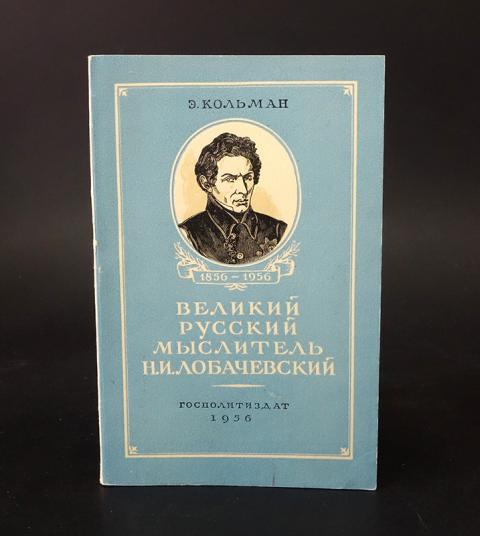 Э. КОЛЬМАН
1856–1956
ВЕЛИКИЙ
РУССКИЙ
МЫСЛИТЕЛЬ
Н.И.ЛОБАЧЕВСКИЙ
ГОСПОЛИТИЗДАТ
1956